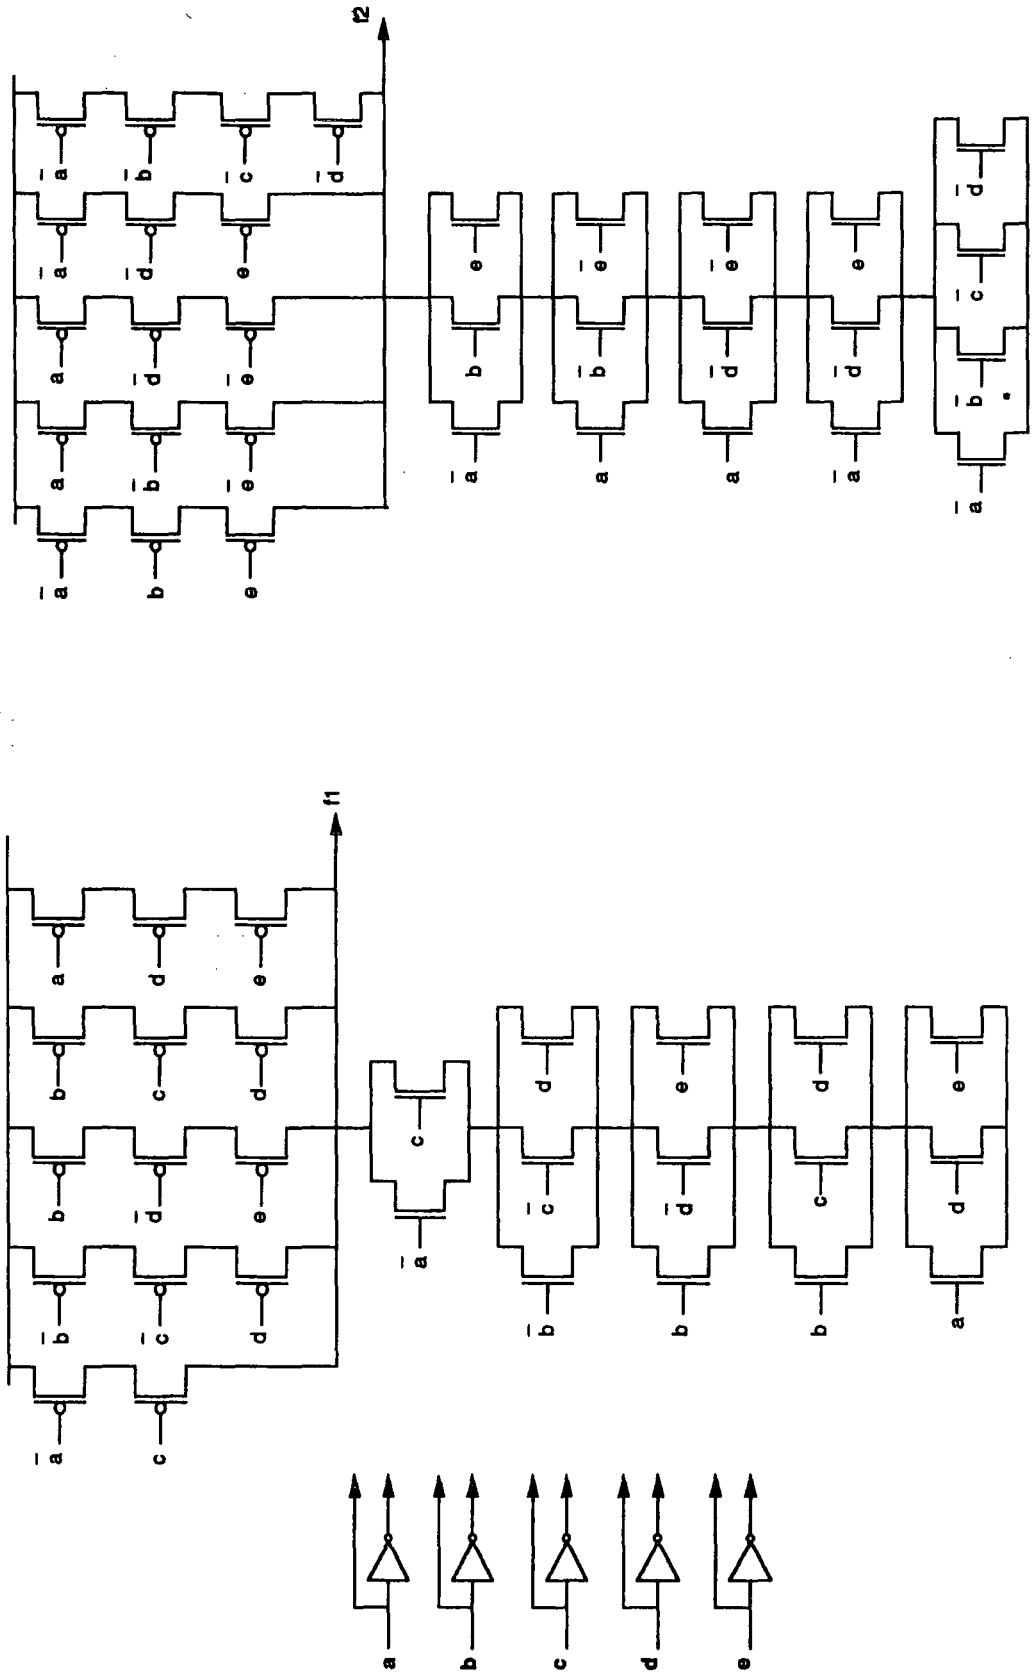 a
b
c
d
e
a̅ b̅ b b a
c c̅ d̅ c d
d e d e
f1
a̅ c
b̅ c̅ d
b d̅ e
b c d
a d e
a̅ a a a̅ a̅
b b̅ d̅ d̅ b̅
e e̅ e̅ e c̅
d̅
f2
a̅ b e
a b̅ e̅
a d̅ e̅
a̅ d̅ e
a̅ b̅ c̅ d̅